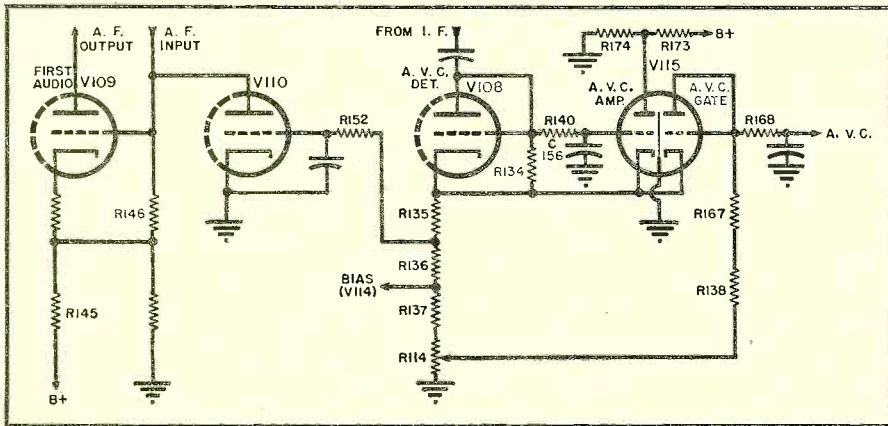 A. F.
OUTPUT
A. F.
INPUT
FIRST
AUDIO
V109
V110
R152
R146
R145
B+
FROM I. F.
A. V. C.
DET.
V108
R140
C
156
R134
R135
R136
BIAS
(V114)
R137
R114
R174
R173
B+
V115
A.V.C.
AMP.
A.V.C.
GATE
R168
A. V. C.
R167
R138